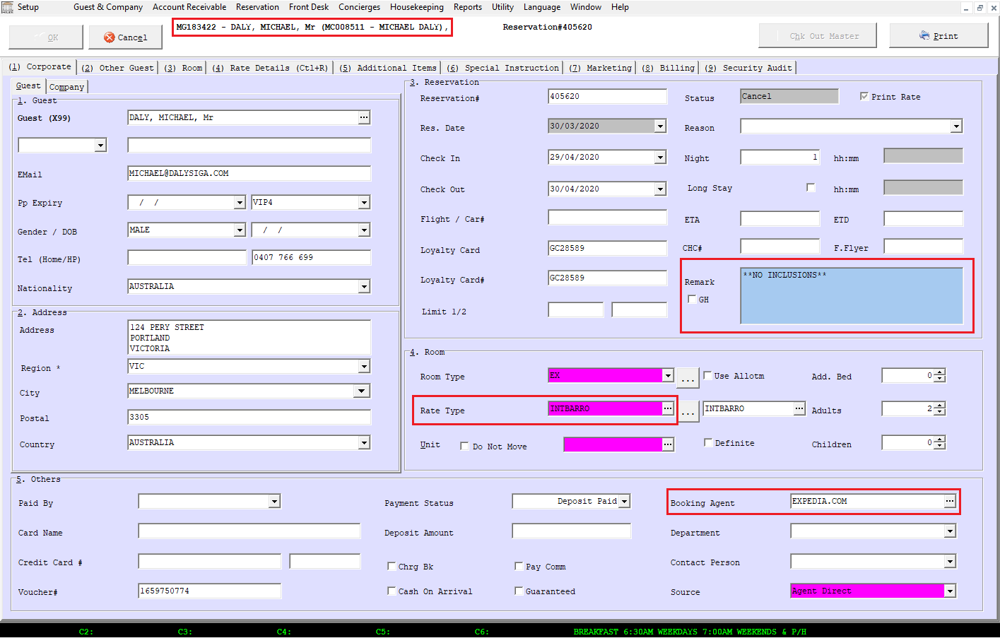 Setup Guest & Company Account Receivable Reservation Front Desk Concierges Housekeeping Reports Utility Language Window Help
OK Cancel MG183422 - DALY, MICHAEL, Mr (MC008511 - MICHAEL DALY), Reservation#405620 Chk Out Master Print
(1) Corporate (2) Other Guest (3) Room (4) Rate Details (Ctl+R) (5) Additional Items (6) Special Instruction (7) Marketing (8) Billing (9) Security Audit
Guest Company
1. Guest
Guest (X99) DALY, MICHAEL, Mr
EMail MICHAEL@DALYSIGA.COM
Pp Expiry / / VIP4
Gender / DOB MALE / /
Tel (Home/HP) 0407 766 699
Nationality AUSTRALIA
2. Address
Address 124 PERY STREET
PORTLAND
VICTORIA
Region * VIC
City MELBOURNE
Postal 3305
Country AUSTRALIA
3. Reservation
Reservation# 405620 Status Cancel Print Rate
Res. Date 30/03/2020 Reason
Check In 29/04/2020 Night 1 hh:mm
Check Out 30/04/2020 Long Stay hh:mm
Flight / Car# ETA ETD
Loyalty Card GC28589 CHC# F.Flyer
Loyalty Card# GC28589 Remark **NO INCLUSIONS**
GH
Limit 1/2
4. Room
Room Type EX ... Use Allotm Add. Bed 0
Rate Type INTBARRO ... INTBARRO Adults 2
Unit Do Not Move Definite Children 0
5. Others
Paid By Payment Status Deposit Paid Booking Agent EXPEDIA.COM
Card Name Deposit Amount Department
Credit Card # Chrg Bk Pay Comm Contact Person
Voucher# 1659750774 Cash On Arrival Guaranteed Source Agent Direct
C2: C3: C4: C5: C6: BREAKFAST 6:30AM WEEKDAYS 7:00AM WEEKENDS & P/H